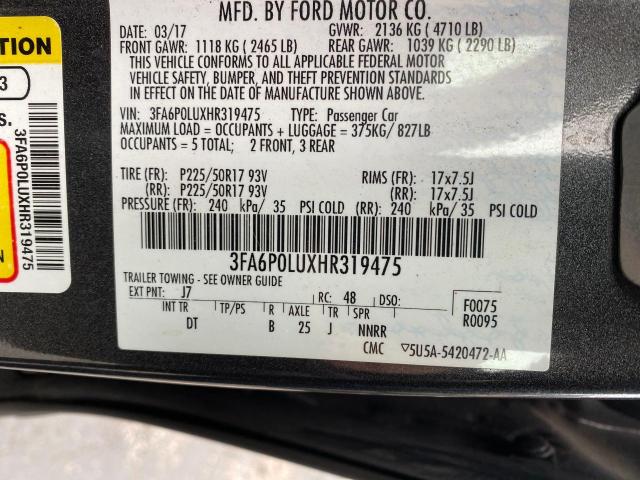 MFD. BY FORD MOTOR CO.
DATE: 03/17 GVWR: 2136 KG ( 4710 LB)
FRONT GAWR: 1118 KG ( 2465 LB) REAR GAWR: 1039 KG ( 2290 LB)
THIS VEHICLE CONFORMS TO ALL APPLICABLE FEDERAL MOTOR
VEHICLE SAFETY, BUMPER, AND THEFT PREVENTION STANDARDS
IN EFFECT ON THE DATE OF MANUFACTURE SHOWN ABOVE.
VIN: 3FA6P0LUXHR319475 TYPE: Passenger Car
MAXIMUM LOAD = OCCUPANTS + LUGGAGE = 375KG/ 827LB
OCCUPANTS = 5 TOTAL; 2 FRONT, 3 REAR
TIRE (FR): P225/50R17 93V RIMS (FR): 17x7.5J
(RR): P225/50R17 93V (RR): 17x7.5J
PRESSURE (FR): 240 kPa/ 35 PSI COLD (RR): 240 kPa/ 35 PSI COLD
3FA6P0LUXHR319475
TRAILER TOWING - SEE OWNER GUIDE
EXT PNT: J7 RC: 48 DSO: F0075
INT TR TP/PS R AXLE TR SPR R0095
DT B 25 J NNRR
CMC ▽5U5A-5420472-AA
TION
3
S.
3FA6P0LUXHR319475